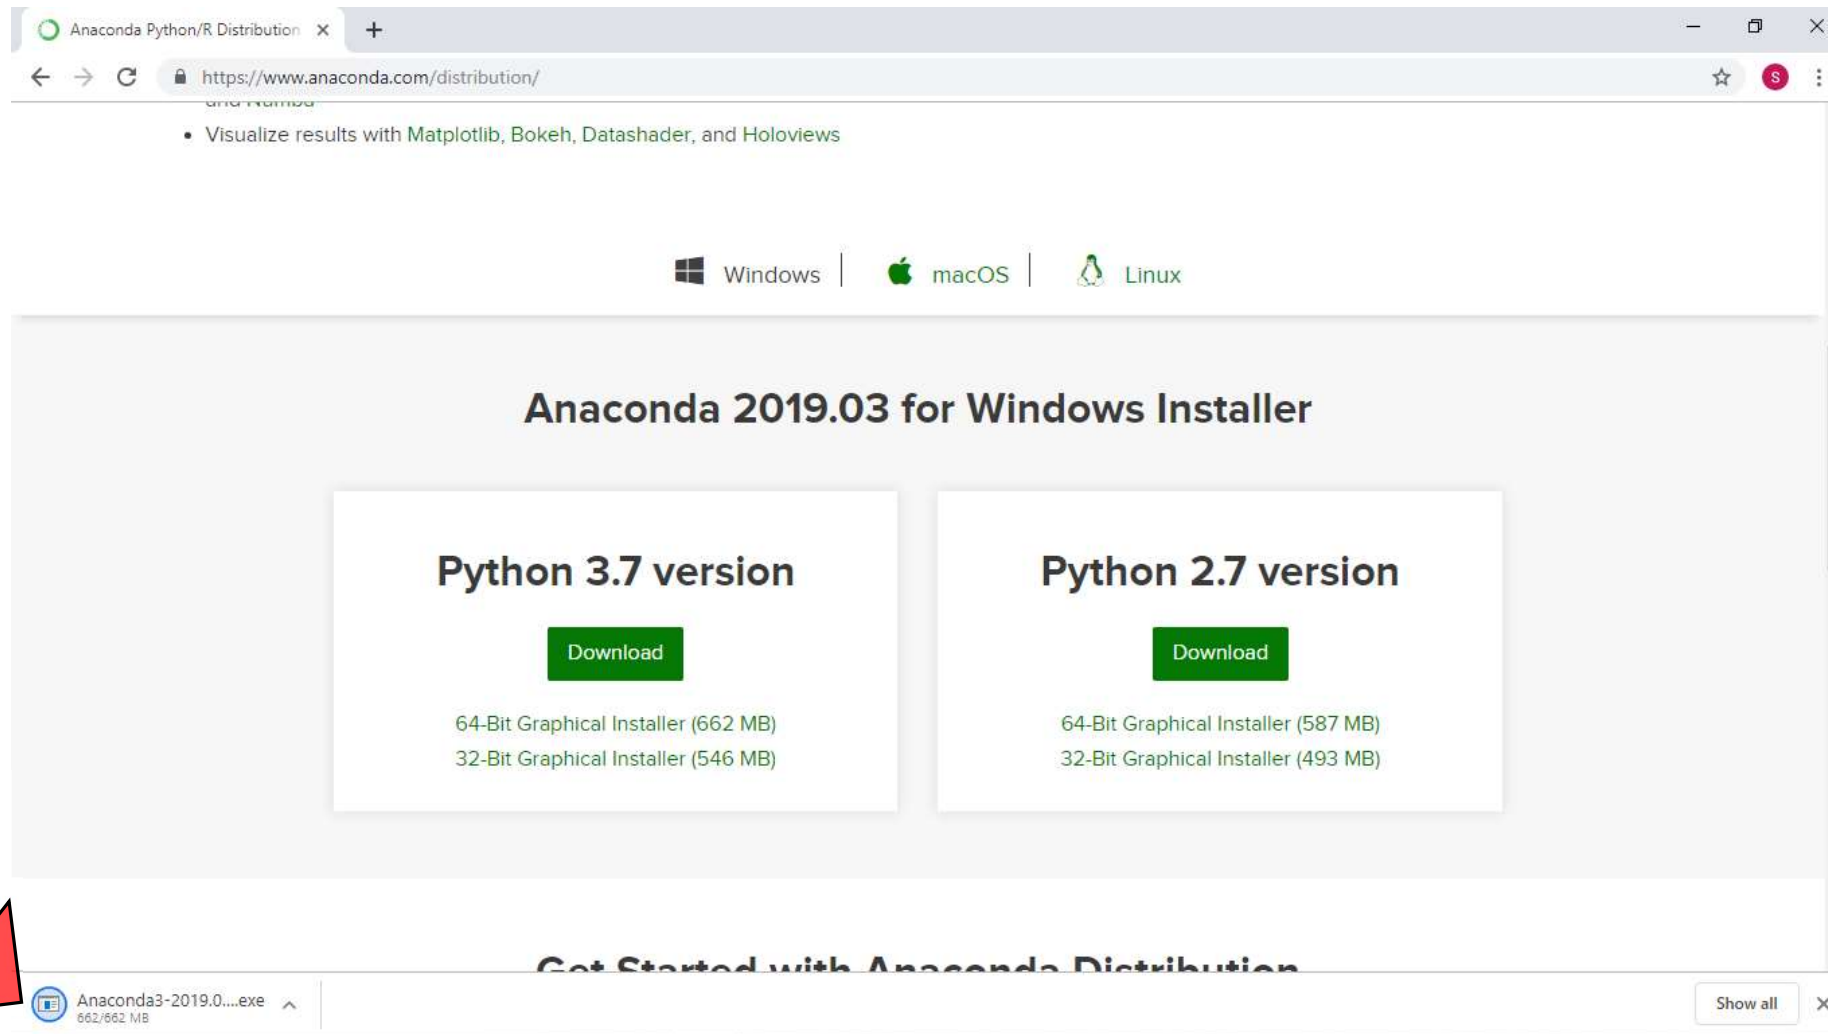 Anaconda Python/R Distribution
https://www.anaconda.com/distribution/
S
and Numba
• Visualize results with Matplotlib, Bokeh, Datashader, and Holoviews
Windows | macOS | Linux
Anaconda 2019.03 for Windows Installer
Python 3.7 version
Download
64-Bit Graphical Installer (662 MB)
32-Bit Graphical Installer (546 MB)
Python 2.7 version
Download
64-Bit Graphical Installer (587 MB)
32-Bit Graphical Installer (493 MB)
Get Started with Anaconda Distribution
Anaconda3-2019.0....exe
662/662 MB
Show all